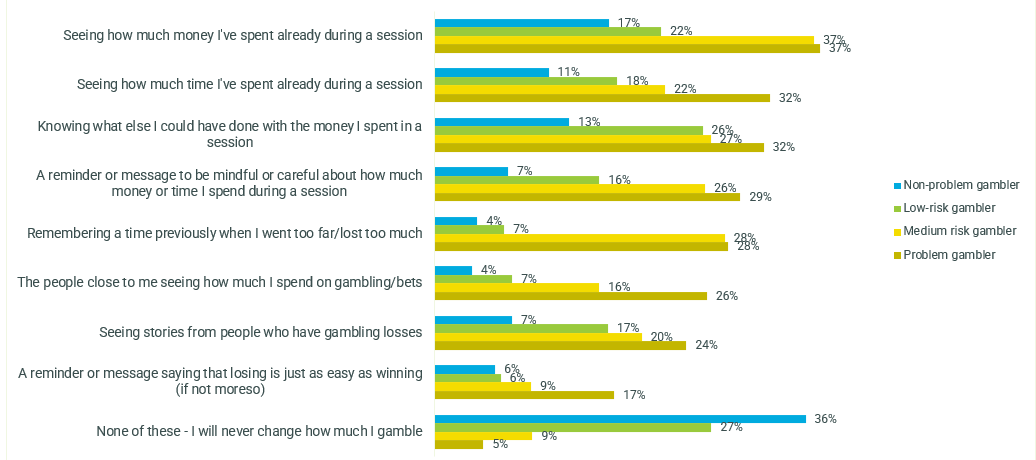 Seeing how much money I've spent already during a session
17%
22%
37%
37%
Seeing how much time I've spent already during a session
11%
18%
22%
32%
Knowing what else I could have done with the money I spent in a
session
13%
26%
27%
32%
A reminder or message to be mindful or careful about how much
money or time I spend during a session
7%
16%
26%
29%
Remembering a time previously when I went too far/lost too much
4%
7%
28%
28%
The people close to me seeing how much I spend on gambling/bets
4%
7%
16%
26%
Seeing stories from people who have gambling losses
7%
17%
20%
24%
A reminder or message saying that losing is just as easy as winning
(if not moreso)
6%
6%
9%
17%
None of these - I will never change how much I gamble
36%
27%
9%
5%
Non-problem gambler
Low-risk gambler
Medium risk gambler
Problem gambler